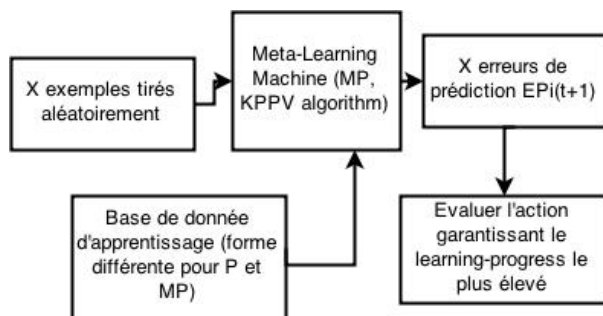 X exemples tirés
aléatoirement
Meta-Learning
Machine (MP,
KPPV algorithm)
X erreurs de
prédiction EPi(t+1)
Base de donnée
d'apprentissage (forme
différente pour P et
MP)
Evaluer l'action
garantissant le
learning-progress le
plus élevé